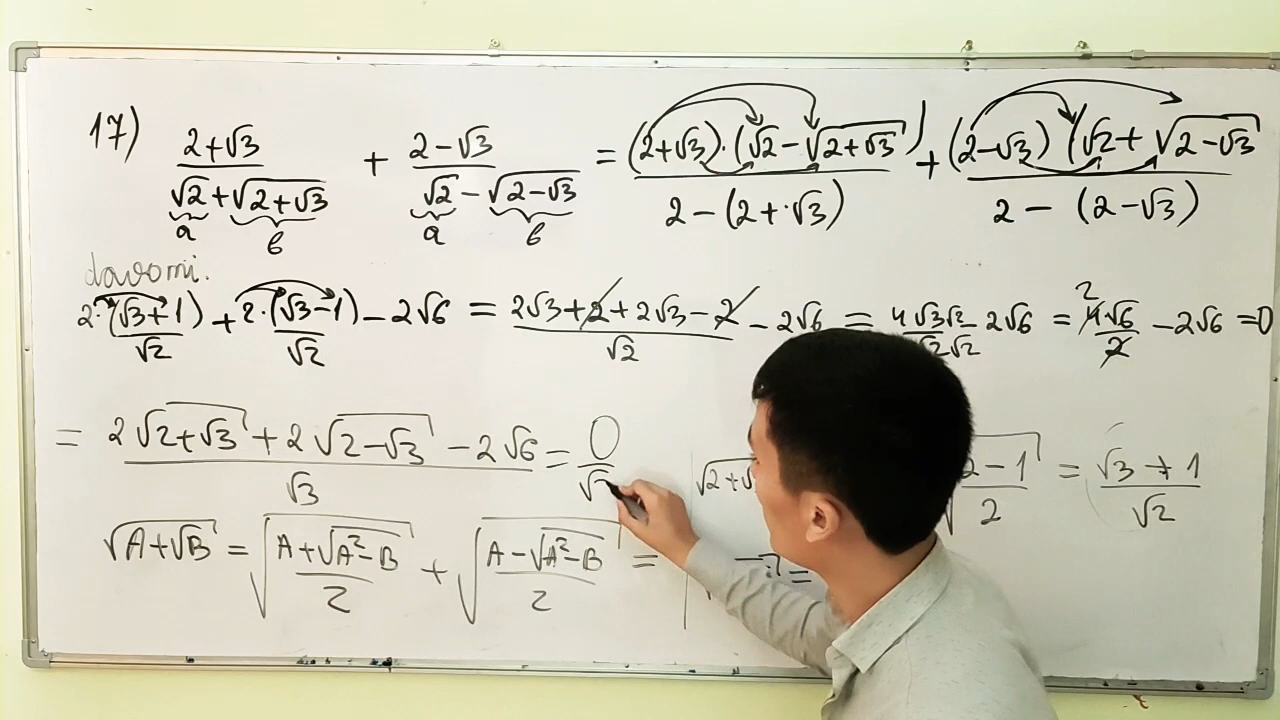 17) (2+√3)/(√2+√(2+√3)) + (2-√3)/(√2-√(2-√3)) = ((2+√3)·(√2-√(2+√3)))/(2-(2+·√3)) + ((2-√3)(√2+√(2-√3)))/(2-(2-√3))
a b a b
davomi.
2·(√3+1)/√2 + 2·(√3-1)/√2 - 2√6 = (2√3+2+2√3-2)/√2 - 2√6 = 4√3√2/√2√2 - 2√6 = 2 4√6/2 - 2√6 = 0
= (2√(2+√3) + 2√(2-√3) - 2√6)/√3 = 0/√
√(2+√ 2-1/2 = (√3+1)/√2
√(A+√B) = √((A+√(A²-B))/2) + √((A-√(A²-B))/2) =
=